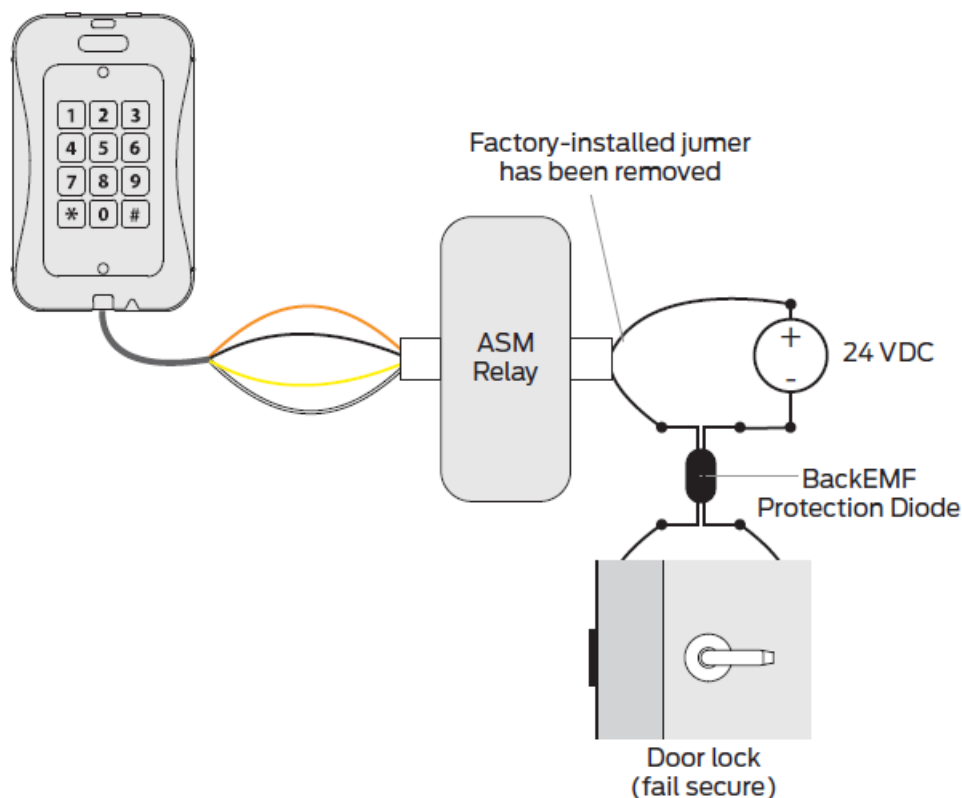 1 2 3
4 5 6
7 8 9
* 0 #
Factory-installed jumer
has been removed
ASM
Relay
+
-
24 VDC
BackEMF
Protection Diode
Door lock
(fail secure)